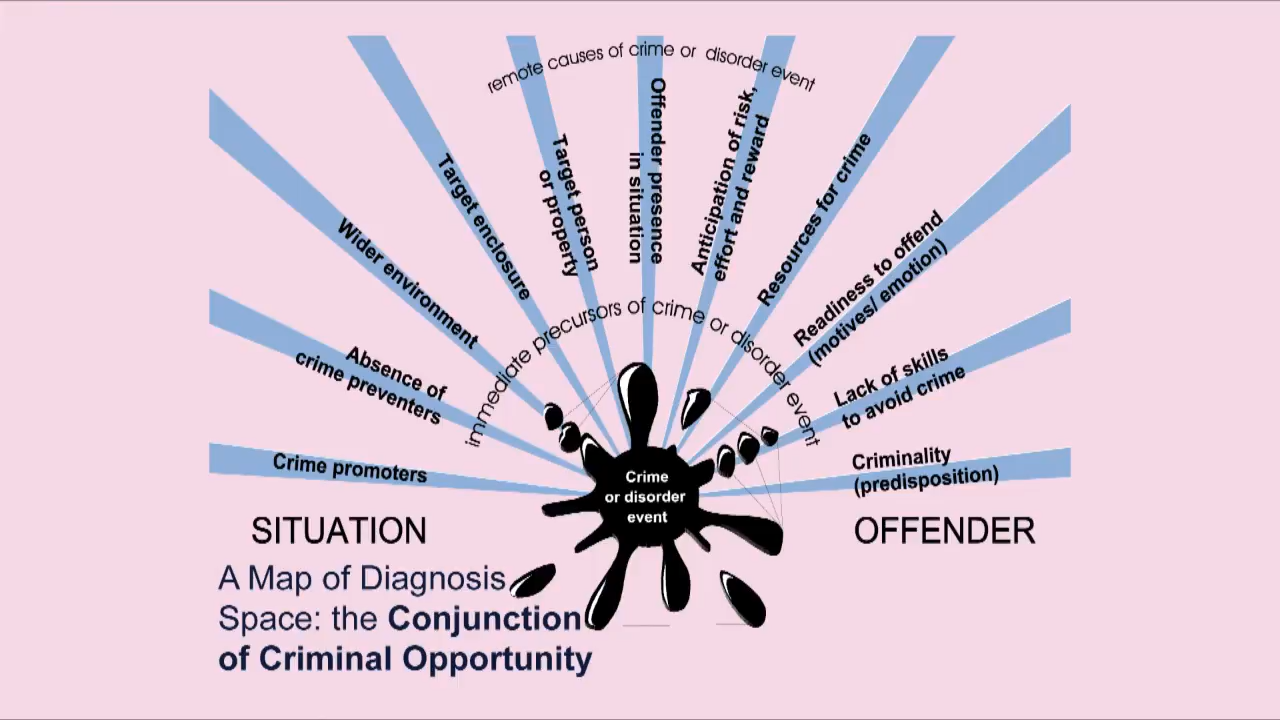 remote causes of crime or disorder event
Crime promoters
Absence of
crime preventers
Wider environment
Target enclosure
Target person
or property
Offender presence
in situation
Anticipation of risk,
effort and reward
Resources for crime
Readiness to offend
(motives/ emotion)
Lack of skills
to avoid crime
Criminality
(predisposition)
immediate precursors of crime or disorder event
Crime
or disorder
event
SITUATION
OFFENDER
A Map of Diagnosis
Space: the Conjunction
of Criminal Opportunity